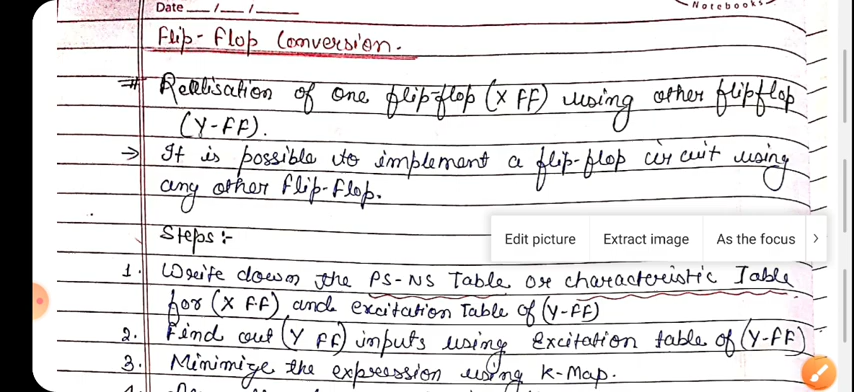 Notebooks
Date ___/___/______
Flip-Flop Conversion.
⇒ Realisation of one flipflop (X FF) using other flipflop
(Y-FF).
→ It is possible to implement a flip-flop circuit using
any other Flip-Flop.
Steps:-
Edit picture Extract image As the focus >
1. Write down the PS-NS Table or characteristic Table
for (X FF) and excitation Table of (Y-FF)
2. Find out (Y FF) inputs using Excitation table of (Y-FF)
3. Minimize the expression using K-Map.